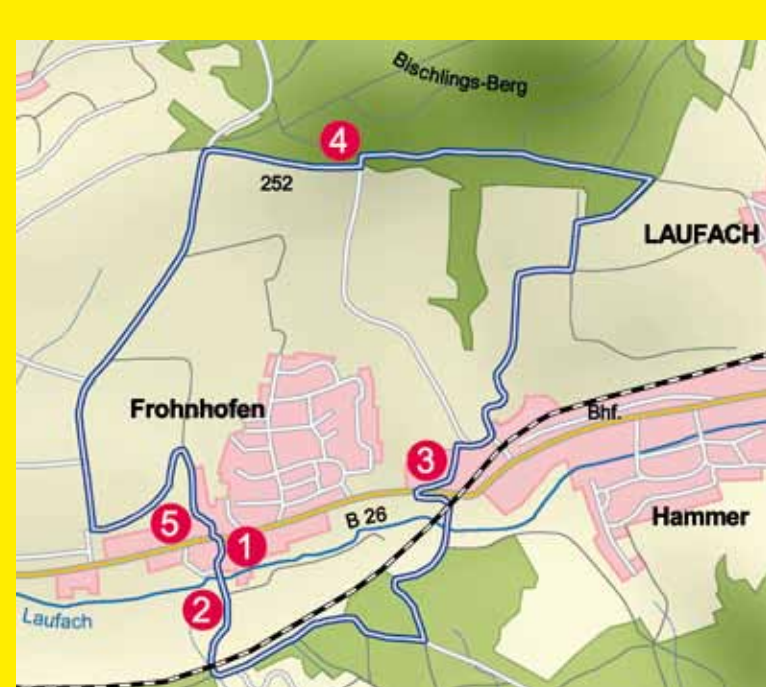 Bischlings-Berg
4
252
LAUFACH
Frohnhofen
Bhf.
3
5
1
B 26
Hammer
2
Laufach